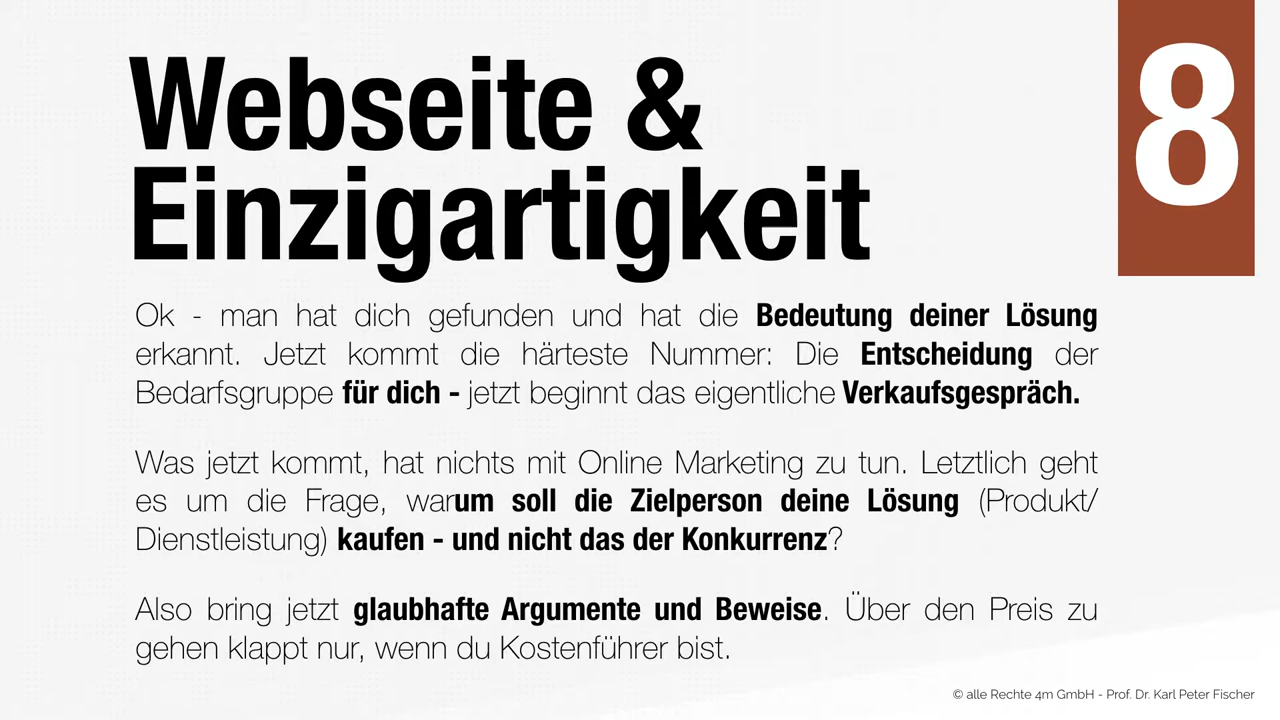 Webseite &
Einzigartigkeit
8
Ok - man hat dich gefunden und hat die Bedeutung deiner Lösung
erkannt. Jetzt kommt die härteste Nummer: Die Entscheidung der
Bedarfsgruppe für dich - jetzt beginnt das eigentliche Verkaufsgespräch.
Was jetzt kommt, hat nichts mit Online Marketing zu tun. Letztlich geht
es um die Frage, warum soll die Zielperson deine Lösung (Produkt/
Dienstleistung) kaufen - und nicht das der Konkurrenz?
Also bring jetzt glaubhafte Argumente und Beweise. Über den Preis zu
gehen klappt nur, wenn du Kostenführer bist.
© alle Rechte 4m GmbH - Prof. Dr. Karl Peter Fischer